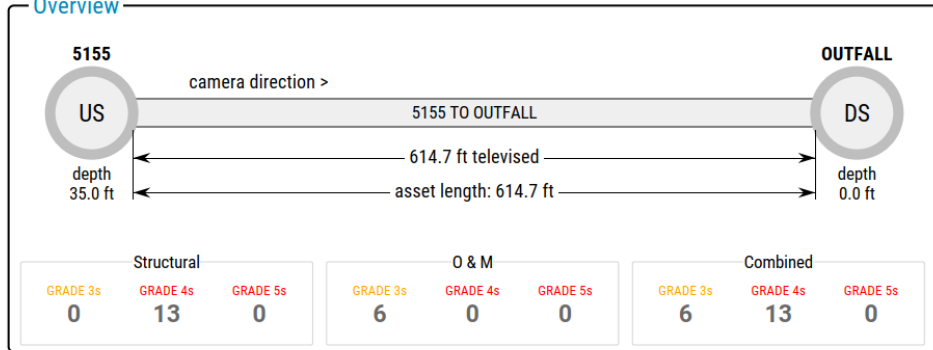 Overview
5155
OUTFALL
camera direction >
US
5155 TO OUTFALL
DS
614.7 ft televised
depth
35.0 ft
asset length: 614.7 ft
depth
0.0 ft
Structural
GRADE 3s GRADE 4s GRADE 5s
0 13 0
O & M
GRADE 3s GRADE 4s GRADE 5s
6 0 0
Combined
GRADE 3s GRADE 4s GRADE 5s
6 13 0